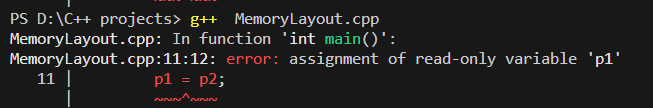 PS D:\C++ projects> g++  MemoryLayout.cpp
MemoryLayout.cpp: In function 'int main()':
MemoryLayout.cpp:11:12: error: assignment of read-only variable 'p1'
   11 |         p1 = p2;
      |         ~~~^~~~